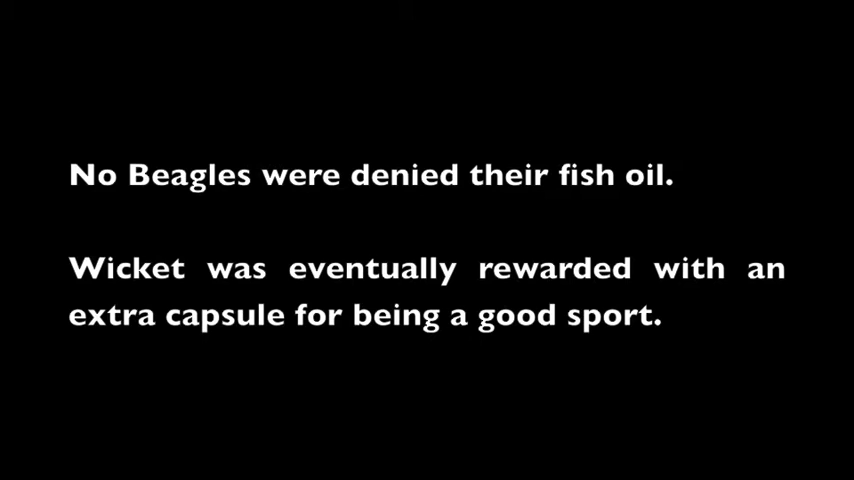 No Beagles were denied their fish oil.
Wicket was eventually rewarded with an
extra capsule for being a good sport.